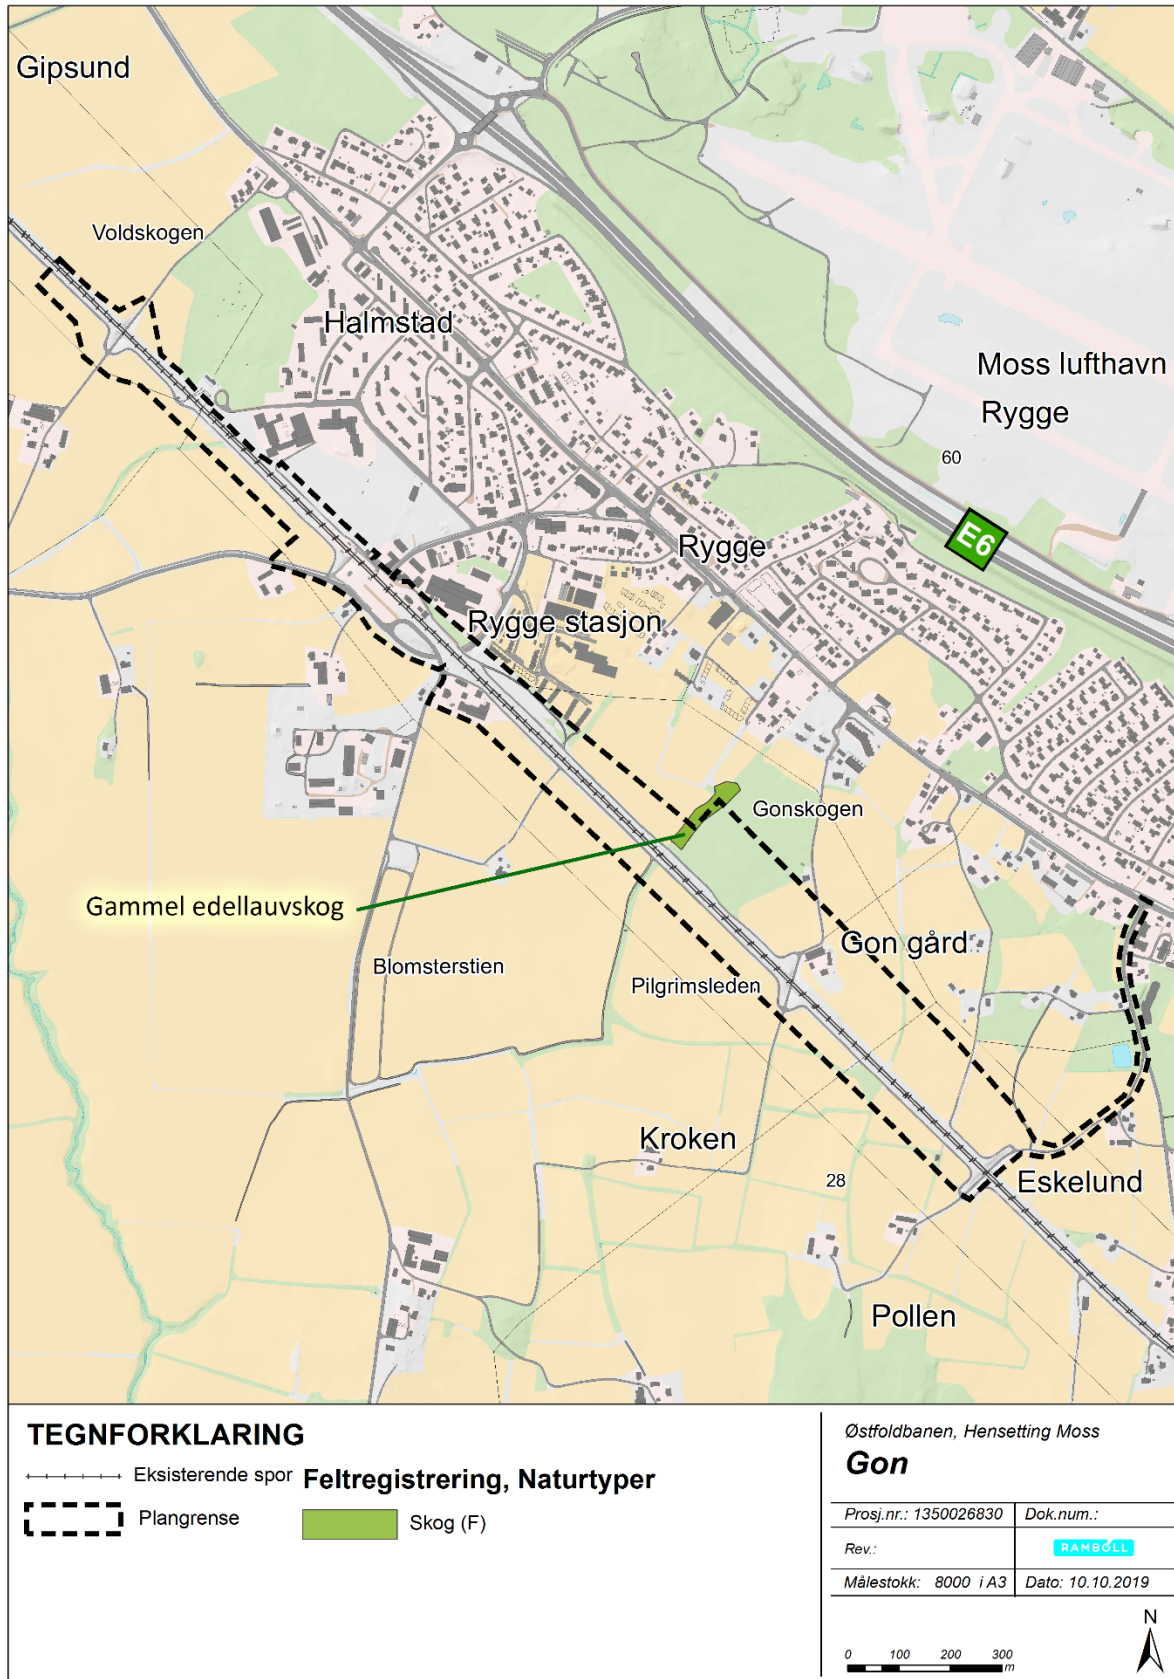 Gipsund
Voldskogen
Halmstad
Moss lufthavn
Rygge
60
E6
Rygge
Rygge stasjon
Gonskogen
Gammel edellauvskog
Gon gård
Blomsterstien
Pilgrimsleden
Kroken
28
Eskelund
Pollen
TEGNFORKLARING
Eksisterende spor
Plangrense
Feltregistrering, Naturtyper
Skog (F)
Østfoldbanen, Hensetting Moss
Gon
Prosj.nr.: 1350026830 Dok.num.:
Rev.: RAMBOLL
Målestokk: 8000 i A3 Dato: 10.10.2019
N
0 100 200 300
m